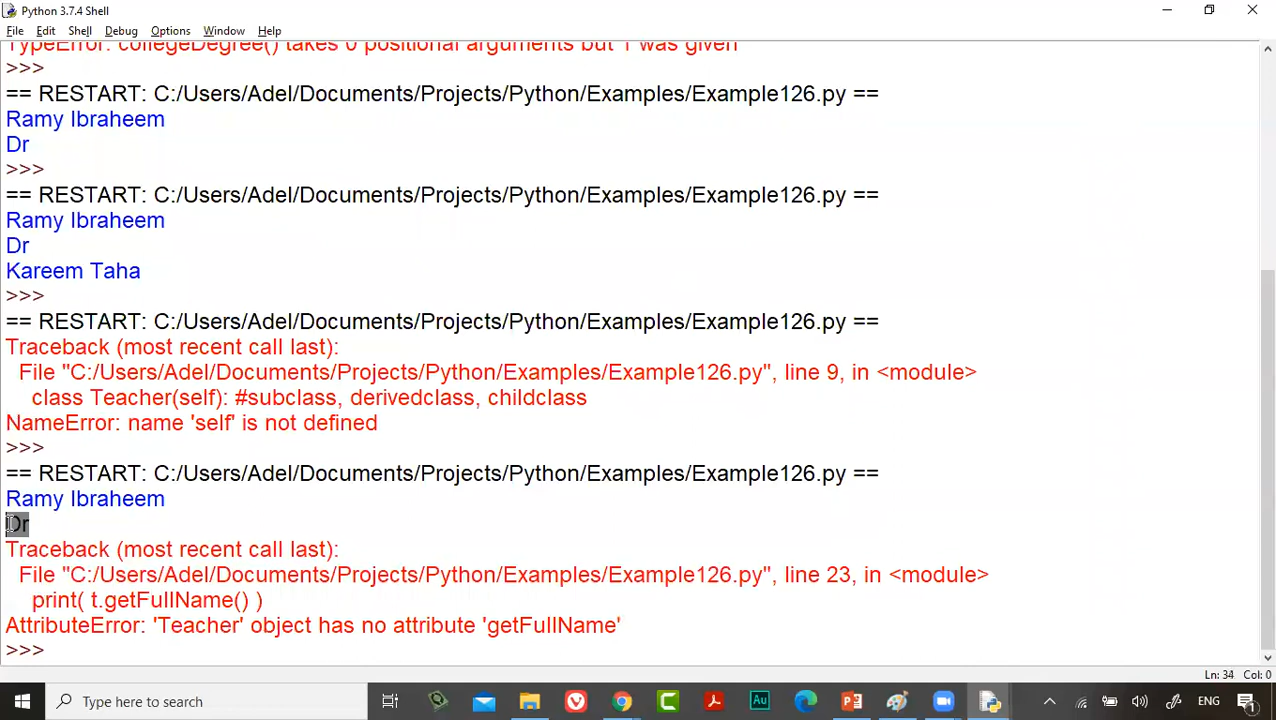 Python 3.7.4 Shell
File Edit Shell Debug Options Window Help
TypeError: collegeDegree() takes 0 positional arguments but 1 was given
>>>
== RESTART: C:/Users/Adel/Documents/Projects/Python/Examples/Example126.py ==
Ramy Ibraheem
Dr
>>>
== RESTART: C:/Users/Adel/Documents/Projects/Python/Examples/Example126.py ==
Ramy Ibraheem
Dr
Kareem Taha
>>>
== RESTART: C:/Users/Adel/Documents/Projects/Python/Examples/Example126.py ==
Traceback (most recent call last):
  File "C:/Users/Adel/Documents/Projects/Python/Examples/Example126.py", line 9, in <module>
    class Teacher(self): #subclass, derivedclass, childclass
NameError: name 'self' is not defined
>>>
== RESTART: C:/Users/Adel/Documents/Projects/Python/Examples/Example126.py ==
Ramy Ibraheem
Dr
Traceback (most recent call last):
  File "C:/Users/Adel/Documents/Projects/Python/Examples/Example126.py", line 23, in <module>
    print( t.getFullName() )
AttributeError: 'Teacher' object has no attribute 'getFullName'
>>>
Ln: 34 Col: 0
Type here to search
Au
ENG
1